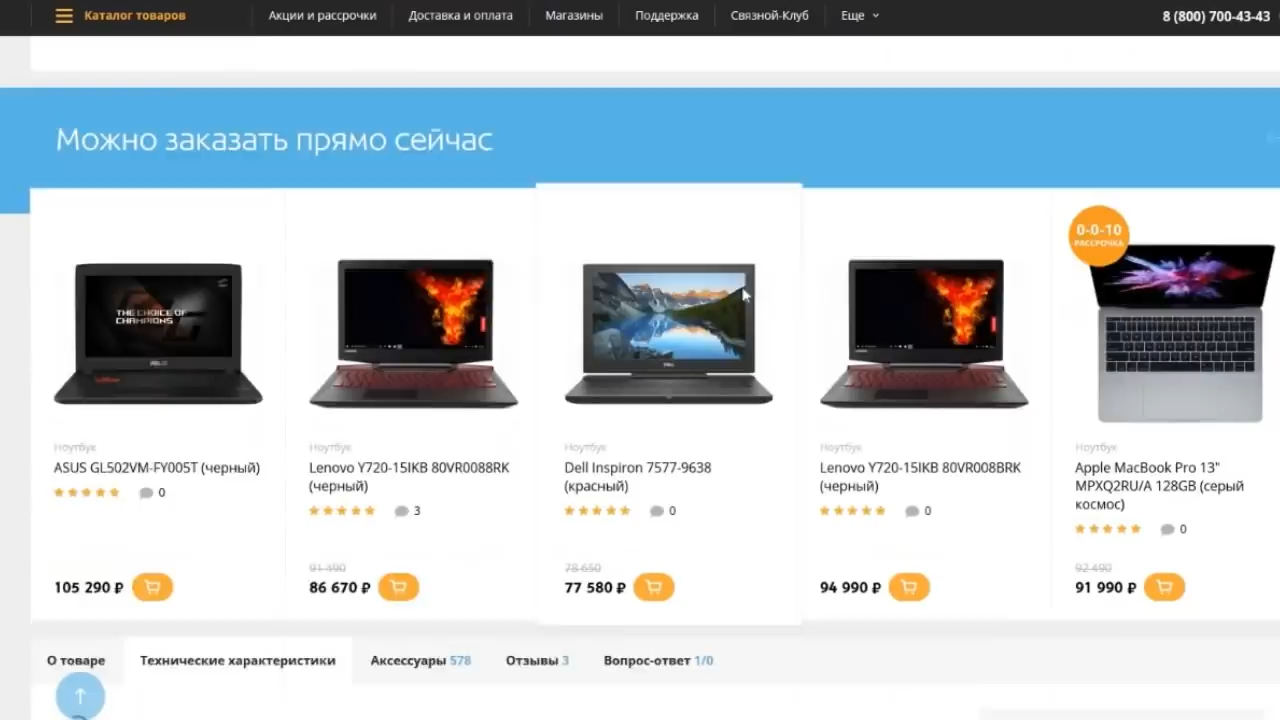 Каталог товаров
Акции и рассрочки
Доставка и оплата
Магазины
Поддержка
Связной-Клуб
Еще
8 (800) 700-43-43
Можно заказать прямо сейчас
THE CHOICE OF
CHAMPIONS
0-0-10
РАССРОЧКА
Ноутбук
ASUS GL502VM-FY005T (черный)
0
105 290 ₽
Ноутбук
Lenovo Y720-15IKB 80VR0088RK
(черный)
3
91 490
86 670 ₽
Ноутбук
Dell Inspiron 7577-9638
(красный)
0
78 650
77 580 ₽
Ноутбук
Lenovo Y720-15IKB 80VR008BRK
(черный)
0
94 990 ₽
Ноутбук
Apple MacBook Pro 13"
MPXQ2RU/A 128GB (серый
космос)
0
92 490
91 990 ₽
О товаре
Технические характеристики
Аксессуары 578
Отзывы 3
Вопрос-ответ 1/0